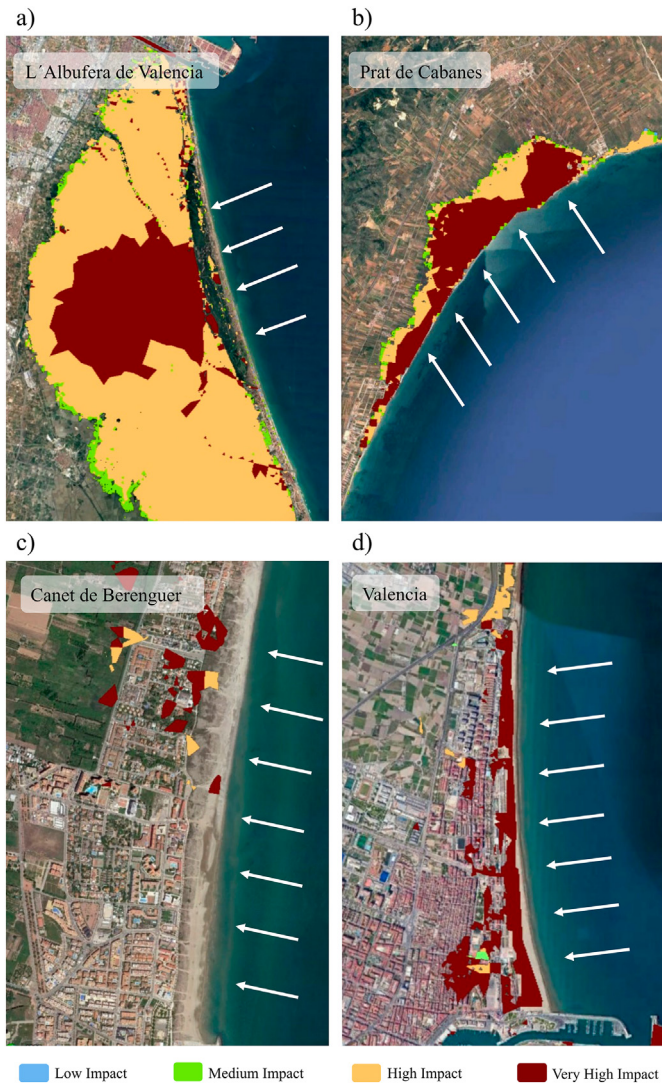 a)
L´Albufera de Valencia
b)
Prat de Cabanes
c)
Canet de Berenguer
d)
Valencia
Low Impact
Medium Impact
High Impact
Very High Impact